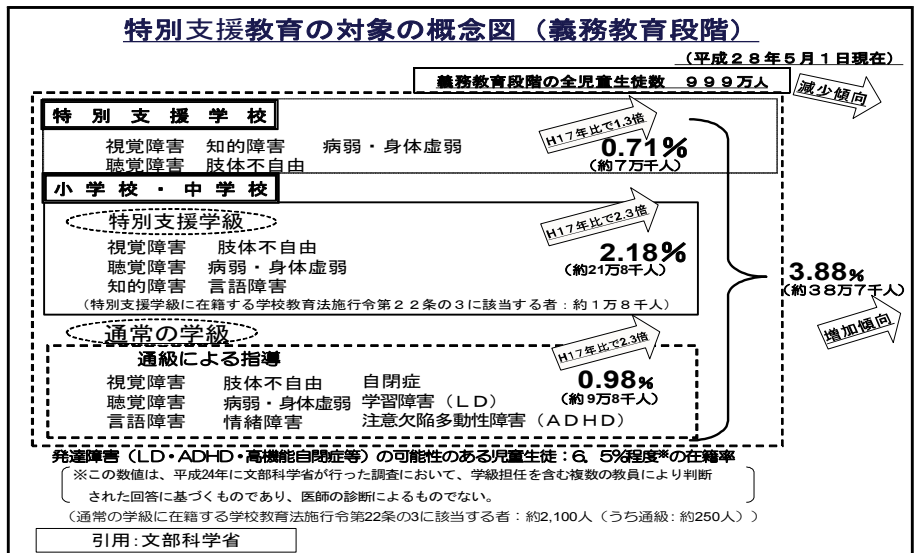 特別支援教育の対象の概念図（義務教育段階）
（平成２８年５月１日現在）
義務教育段階の全児童生徒数　９９９万人
減少傾向
特別支援学校
H17年比で1.3倍
視覚障害　知的障害　病弱・身体虚弱
聴覚障害　肢体不自由
0.71%
（約7万千人）
小学校・中学校
特別支援学級
H17年比で2.3倍
視覚障害　肢体不自由
聴覚障害　病弱・身体虚弱
知的障害　言語障害
2.18%
（約21万8千人）
（特別支援学級に在籍する学校教育法施行令第２２条の3に該当する者：約１万８千人）
3.88%
（約３８万７千人）
増加傾向
通常の学級
H17年比で2.3倍
通級による指導
視覚障害　肢体不自由　自閉症
聴覚障害　病弱・身体虚弱　学習障害（ＬＤ）
言語障害　情緒障害　注意欠陥多動性障害（ＡＤＨＤ）
0.98%
（約9万8千人）
発達障害（ＬＤ・ＡＤＨＤ・高機能自閉症等）の可能性のある児童生徒：６．５％程度※の在籍率
※この数値は、平成24年に文部科学省が行った調査において、学級担任を含む複数の教員により判断
された回答に基づくものであり、医師の診断によるものでない。
（通常の学級に在籍する学校教育法施行令第22条の3に該当する者：約2,100人（うち通級：約250人））
引用：文部科学省